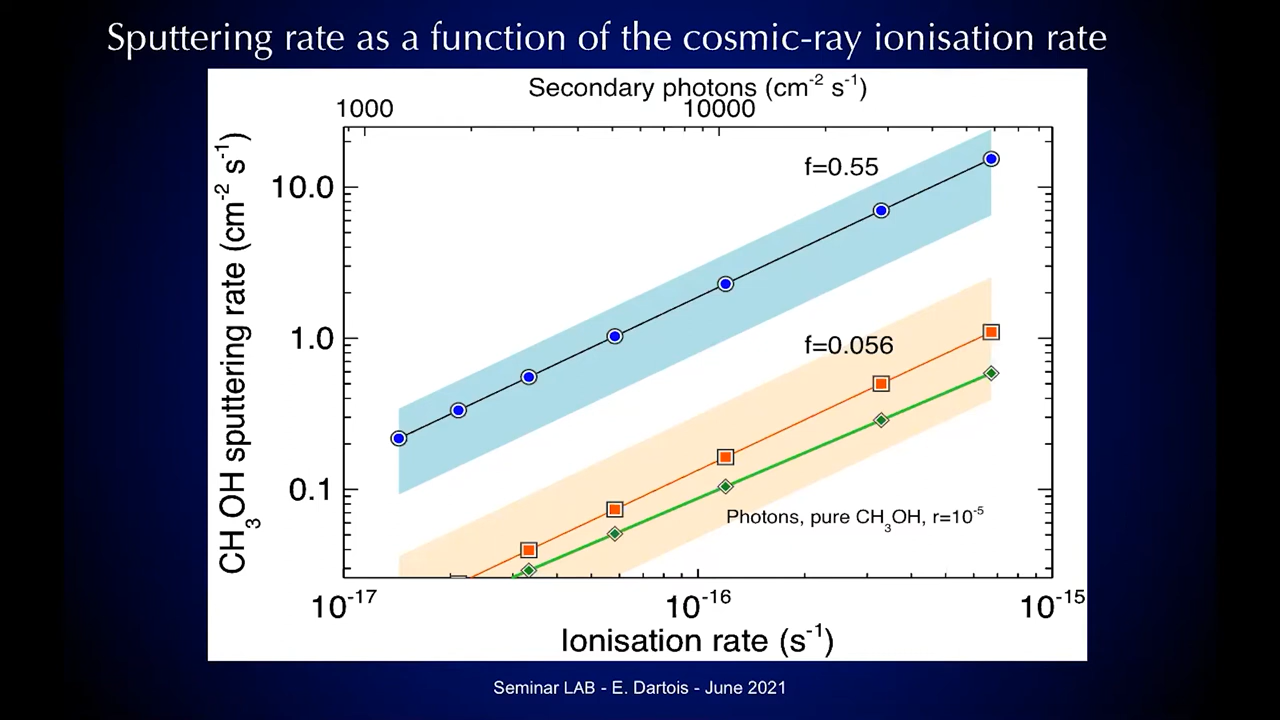 Sputtering rate as a function of the cosmic-ray ionisation rate
Secondary photons (cm⁻² s⁻¹)
1000 10000
CH₃OH sputtering rate (cm⁻² s⁻¹)
10.0
1.0
0.1
f=0.55
f=0.056
Photons, pure CH₃OH, r=10⁻⁵
10⁻¹⁷ 10⁻¹⁶ 10⁻¹⁵
Ionisation rate (s⁻¹)
Seminar LAB - E. Dartois - June 2021